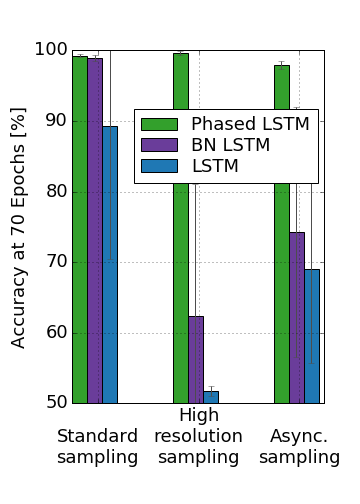 Accuracy at 70 Epochs [%]
100
90
80
70
60
50
Phased LSTM
BN LSTM
LSTM
Standard
sampling
High
resolution
sampling
Async.
sampling